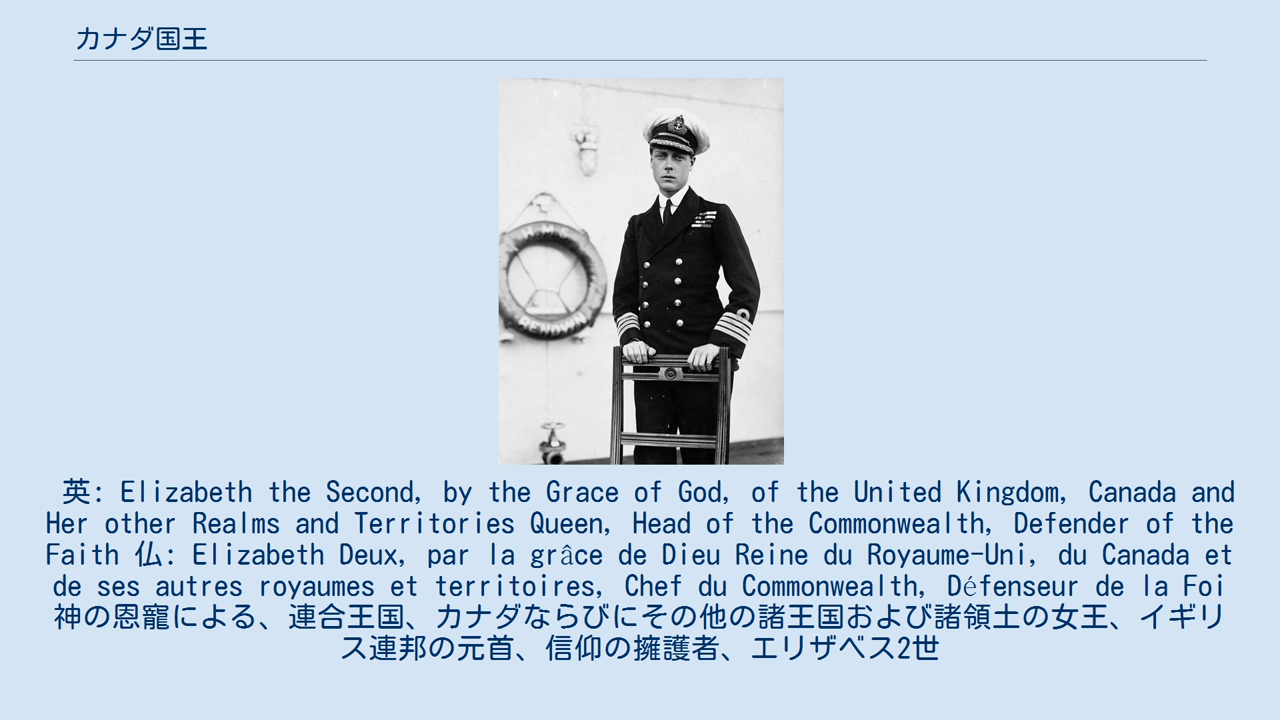 カナダ国王
RENOWN
英: Elizabeth the Second, by the Grace of God, of the United Kingdom, Canada and
Her other Realms and Territories Queen, Head of the Commonwealth, Defender of the
Faith 仏: Elizabeth Deux, par la grâce de Dieu Reine du Royaume-Uni, du Canada et
de ses autres royaumes et territoires, Chef du Commonwealth, Défenseur de la Foi
神の恩寵による、連合王国、カナダならびにその他の諸王国および諸領土の女王、イギリ
ス連邦の元首、信仰の擁護者、エリザベス2世